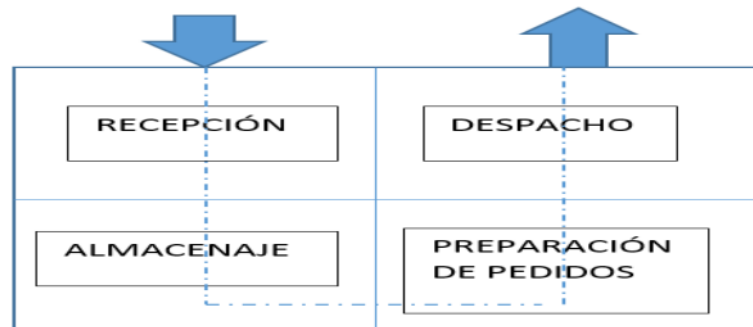 RECEPCIÓN
DESPACHO
ALMACENAJE
PREPARACIÓN
DE PEDIDOS